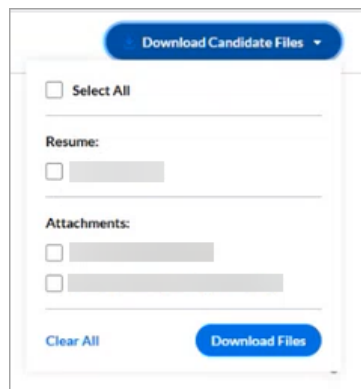 Download Candidate Files
Select All
Resume:
Attachments:
Clear All
Download Files